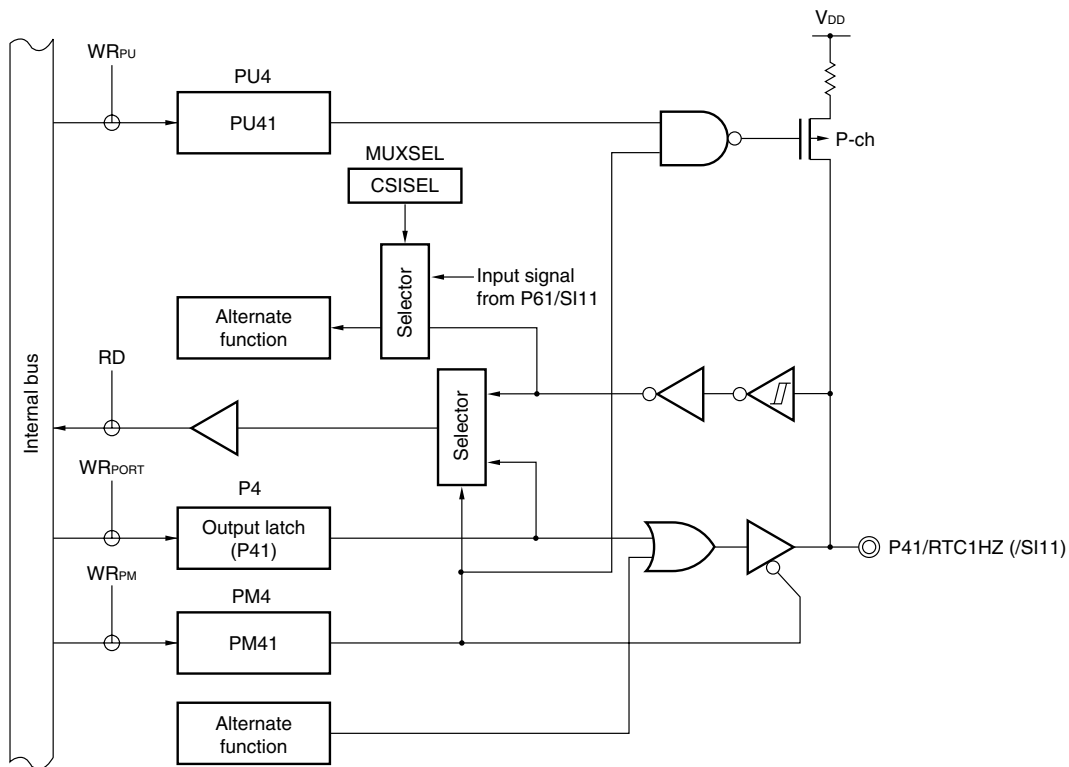 VDD
WRPU
PU4
PU41
P-ch
MUXSEL
CSISEL
Selector
Input signal
from P61/SI11
Alternate
function
RD
Internal bus
Selector
WRPORT
P4
Output latch
(P41)
P41/RTC1HZ (/SI11)
WRPM
PM4
PM41
Alternate
function